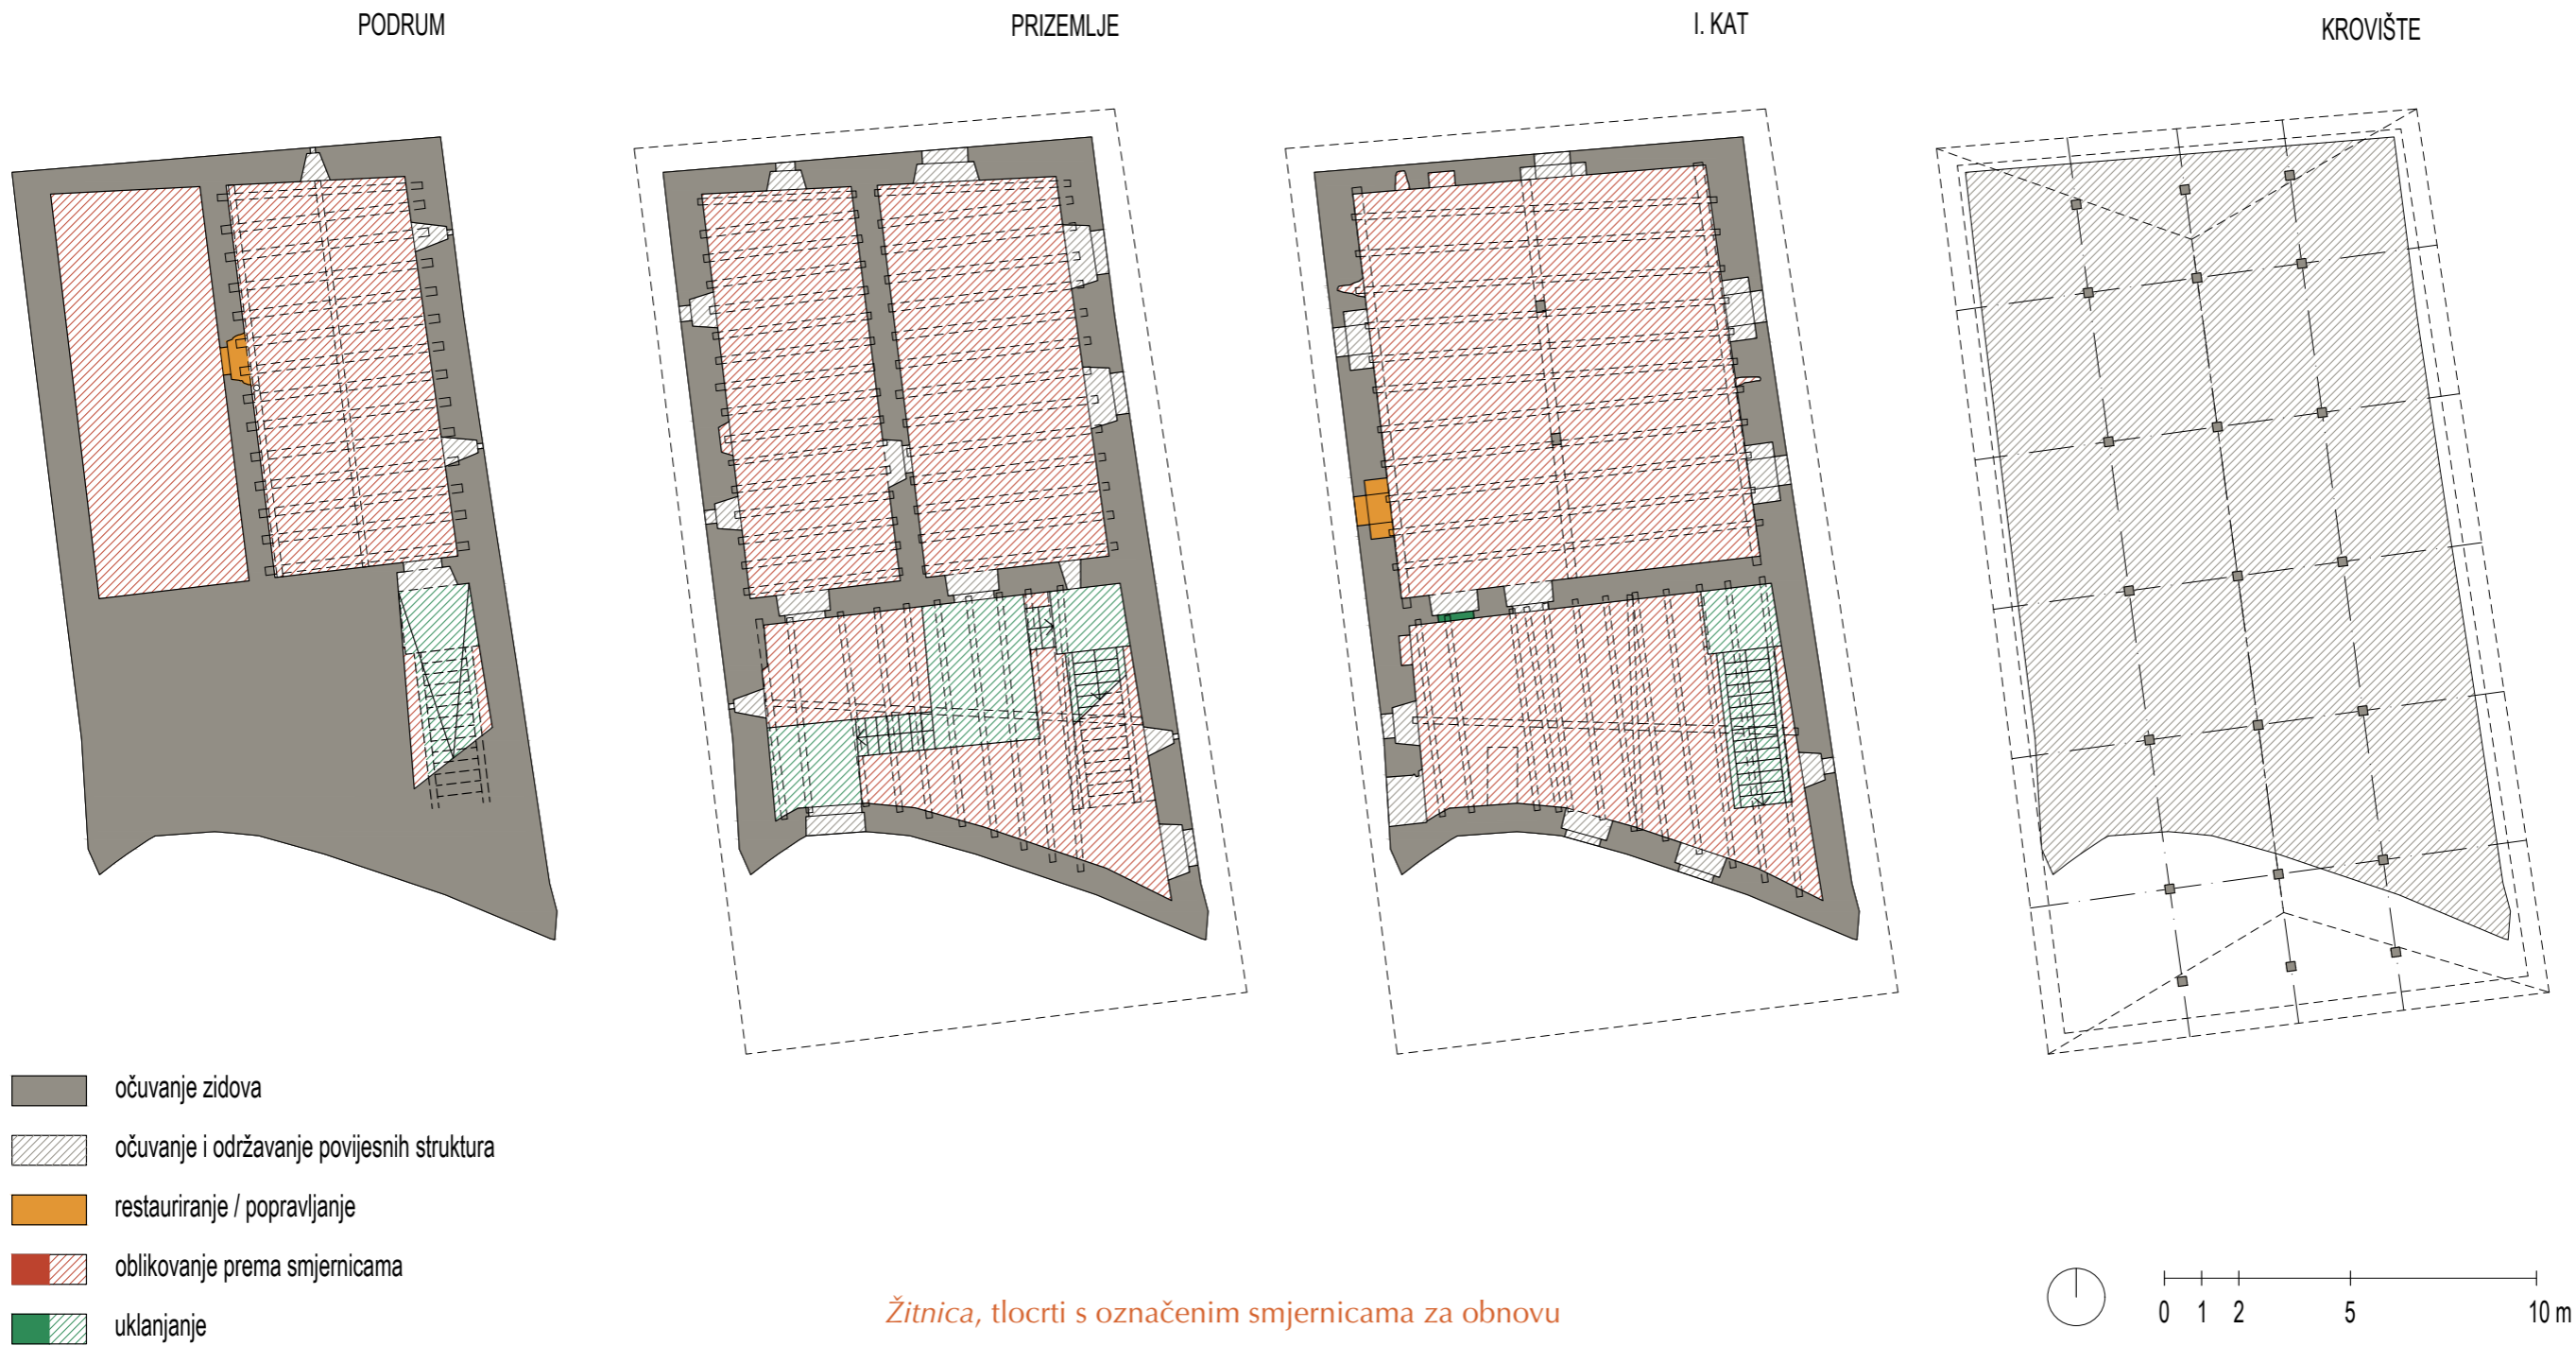 PODRUM
PRIZEMLJE
I. KAT
KROVIŠTE
očuvanje zidova
očuvanje i održavanje povijesnih struktura
restauriranje / popravljanje
oblikovanje prema smjernicama
uklanjanje
Žitnica, tlocrti s označenim smjernicama za obnovu
0 1 2 5 10 m